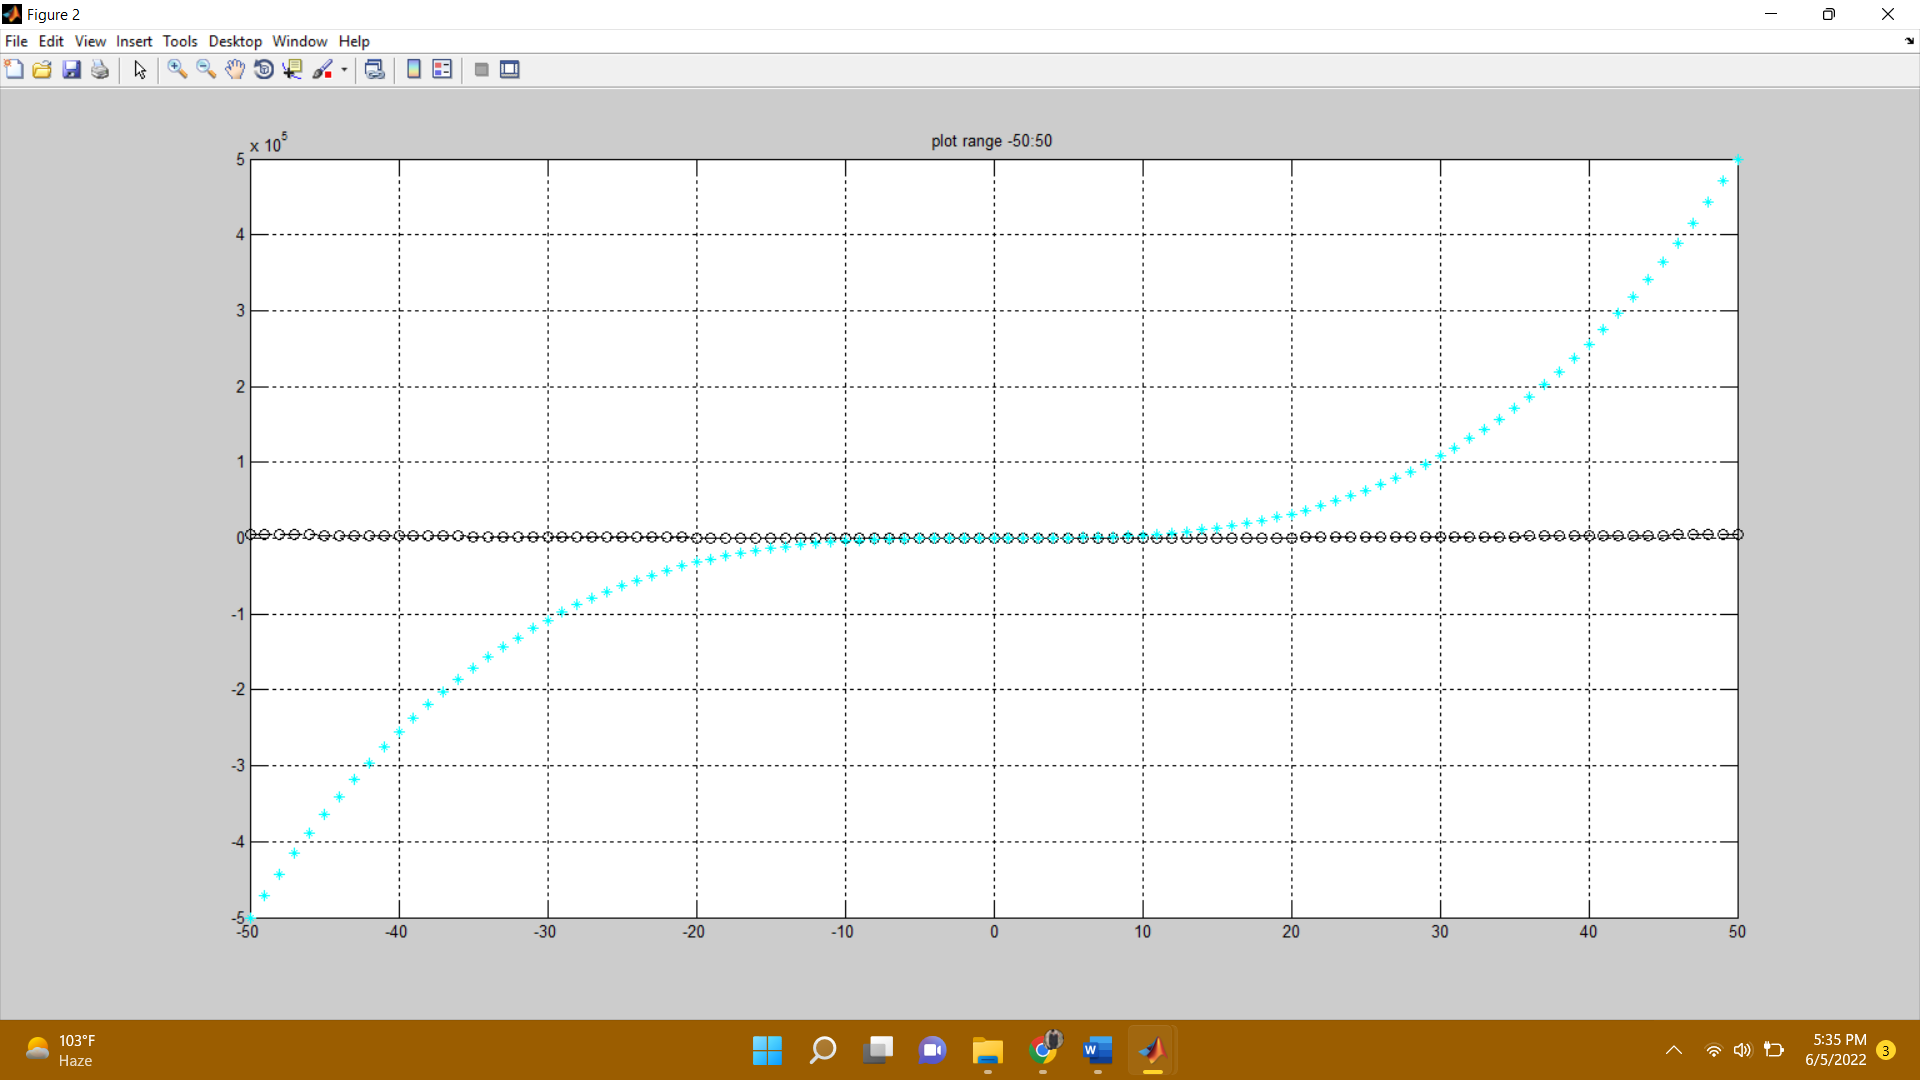 Figure 2
File Edit View Insert Tools Desktop Window Help
x 10^5
plot range -50:50
5
4
3
2
1
0
-1
-2
-3
-4
-5
-50 -40 -30 -20 -10 0 10 20 30 40 50
103°F
Haze
W
5:35 PM
6/5/2022
3